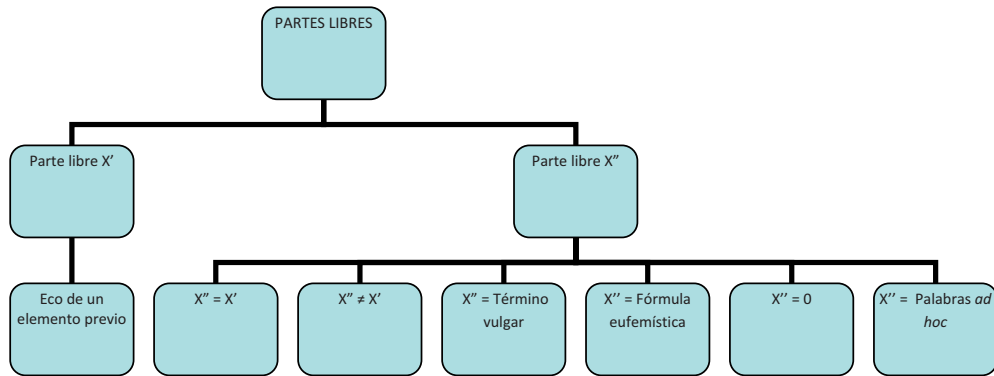 PARTES LIBRES
Parte libre X’
Parte libre X”
Eco de un
elemento previo
X” = X’
X” ≠ X’
X” = Término
vulgar
X’’ = Fórmula
eufemística
X’’ = 0
X’’ = Palabras ad
hoc